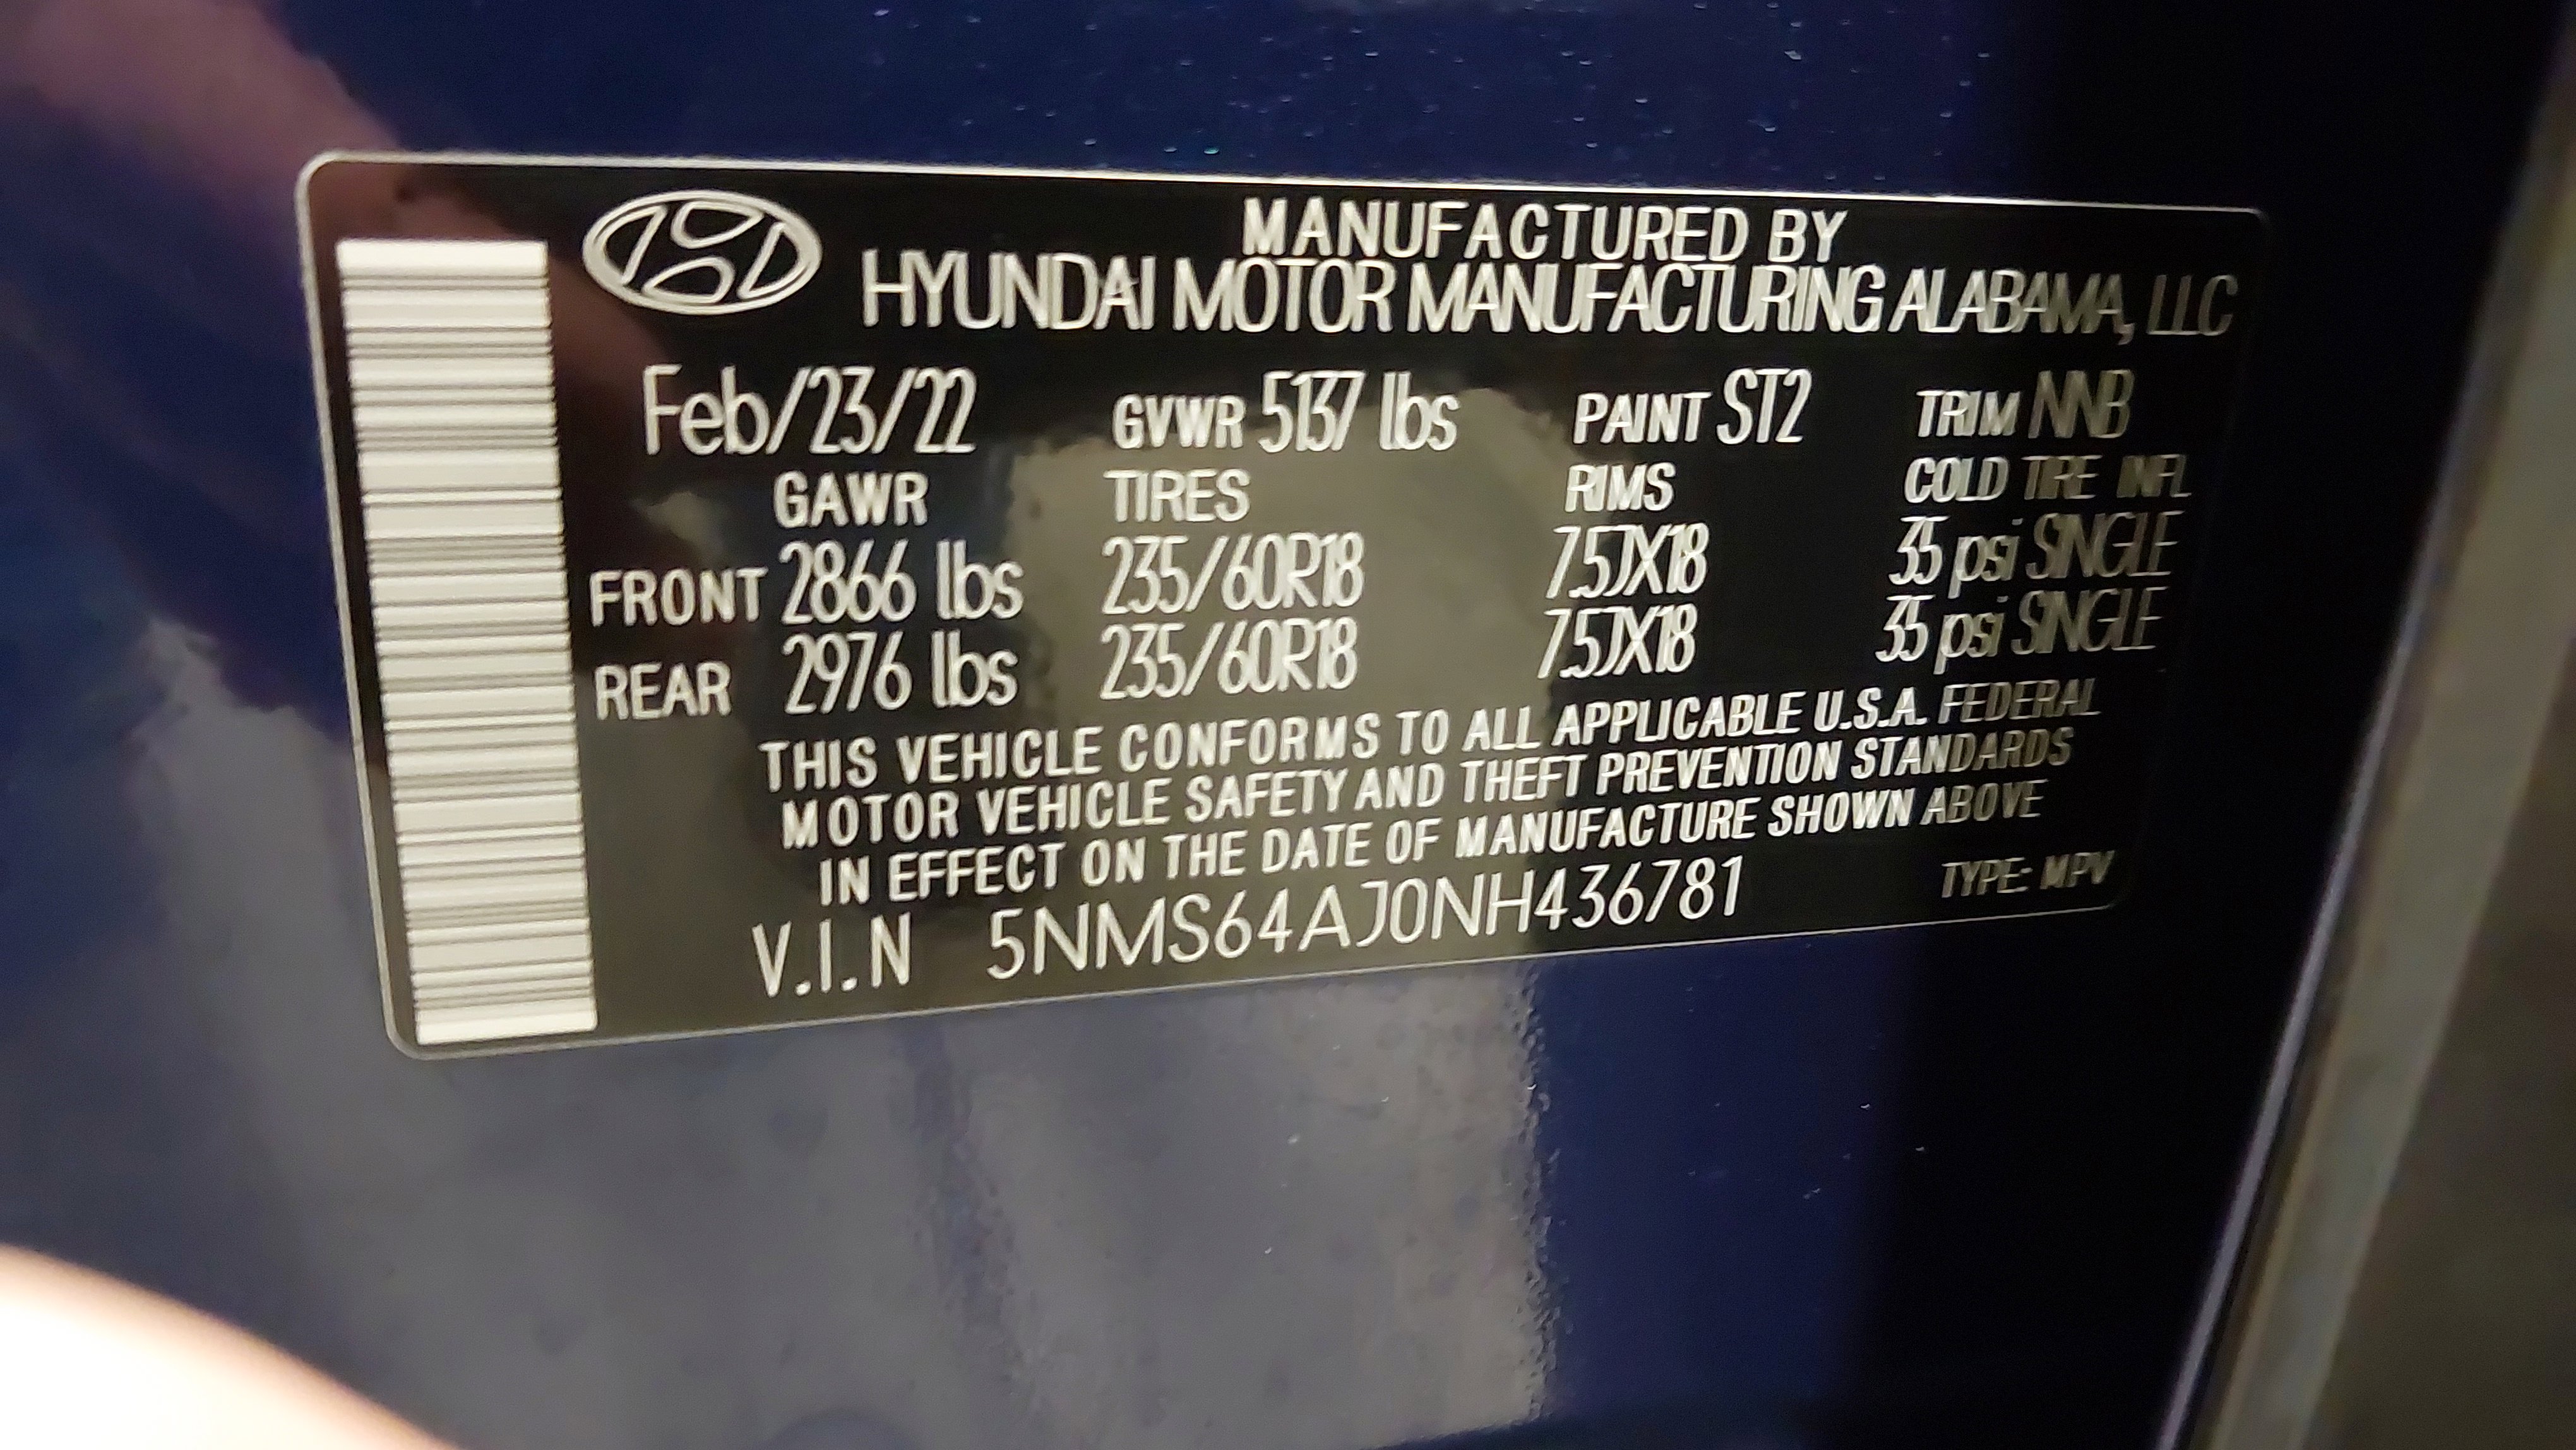 MANUFACTURED BY
HYUNDAI MOTOR MANUFACTURING ALABAMA, LLC
Feb/23/22 GVWR 5137 lbs PAINT ST2 TRIM NNB
GAWR TIRES RIMS COLD TIRE INFL
FRONT 2866 lbs 235/60R18 7.5JX18 35 psi SINGLE
REAR 2976 lbs 235/60R18 7.5JX18 35 psi SINGLE
THIS VEHICLE CONFORMS TO ALL APPLICABLE U.S.A. FEDERAL
MOTOR VEHICLE SAFETY AND THEFT PREVENTION STANDARDS
IN EFFECT ON THE DATE OF MANUFACTURE SHOWN ABOVE
V.I.N 5NMS64AJ0NH436781 TYPE: MPV